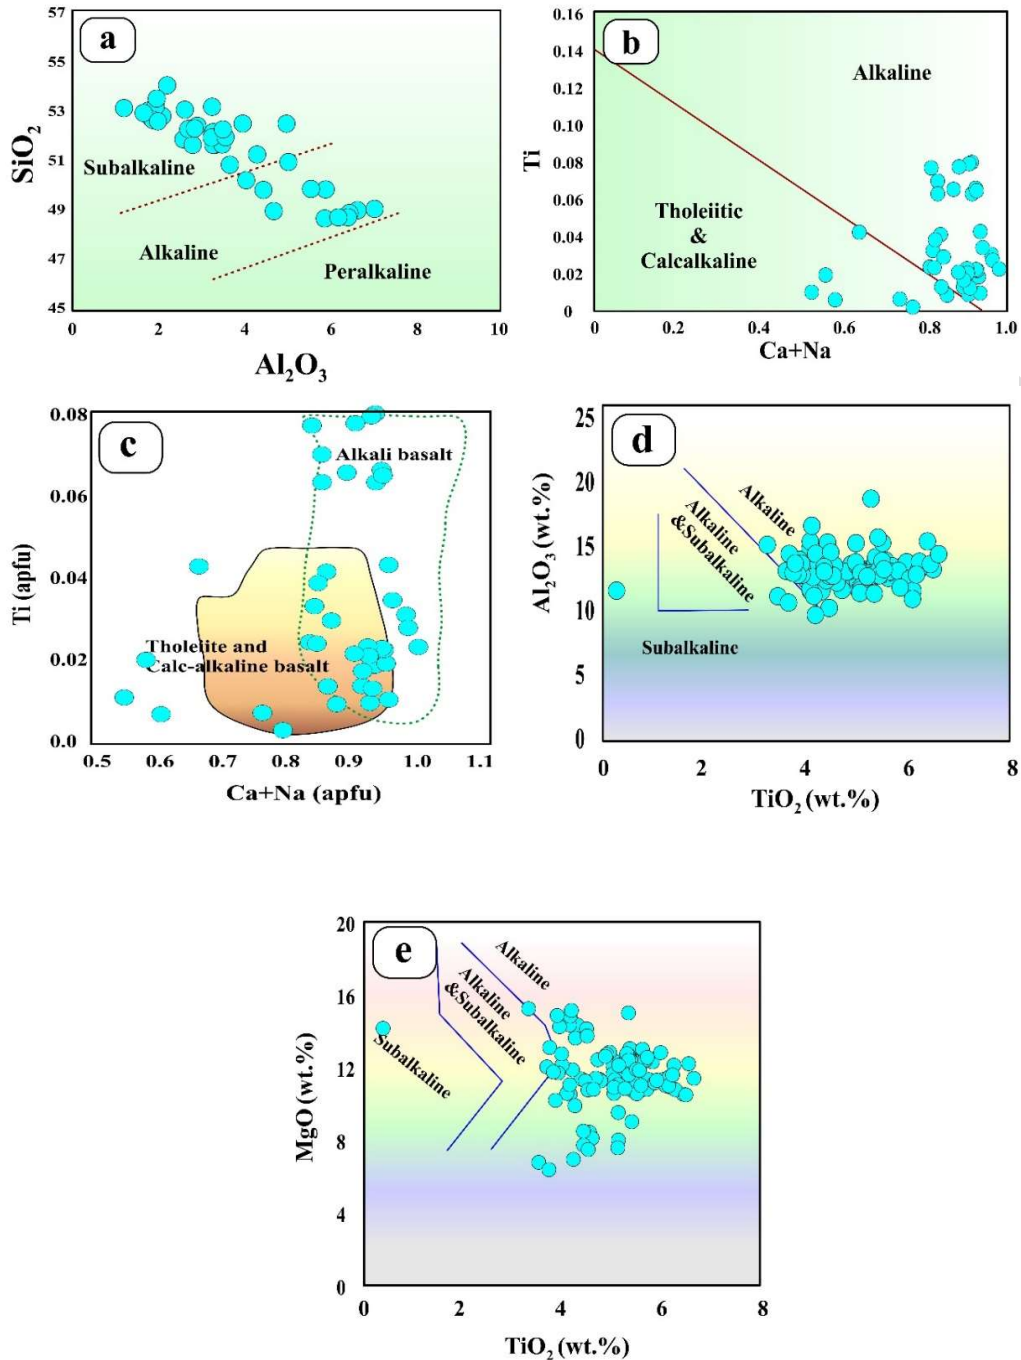 a
57
55
53
51
49
47
45
SiO₂
Subalkaline
Alkaline
Peralkaline
0
2
4
6
8
10
Al₂O₃
b
0.16
0.14
0.12
0.10
0.08
0.06
0.04
0.02
0
Ti
Alkaline
Tholeiitic
&
Calcalkaline
0
0.2
0.4
0.6
0.8
1.0
Ca+Na
c
0.08
0.06
0.04
0.02
0.0
Ti (apfu)
Alkali basalt
Tholeiite and
Calc-alkaline basalt
0.5
0.6
0.7
0.8
0.9
1.0
1.1
Ca+Na (apfu)
d
25
20
15
10
5
0
Al₂O₃ (wt.%)
Alkaline
Alkaline
&Subalkaline
Subalkaline
0
2
4
6
8
TiO₂ (wt.%)
e
20
16
12
8
4
0
MgO (wt.%)
Alkaline
Alkaline
&Subalkaline
Subalkaline
0
2
4
6
8
TiO₂ (wt.%)